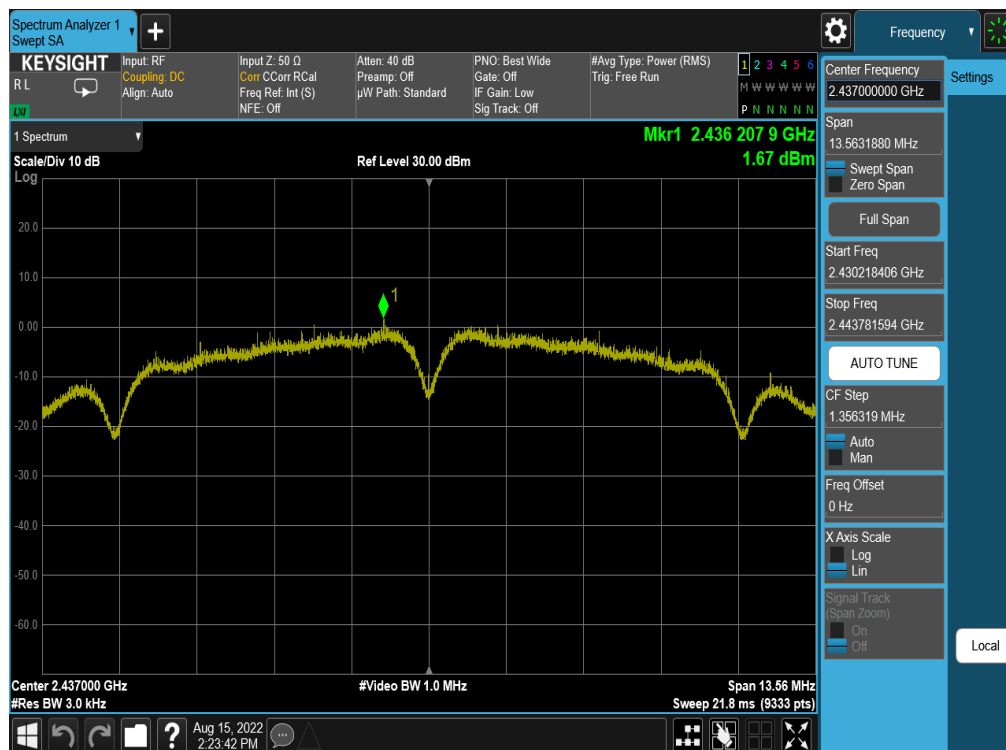 Spectrum Analyzer 1
Swept SA
Frequency
KEYSIGHT
R L
LXI
Input: RF
Coupling: DC
Align: Auto
Input Z: 50 Ω
Corr CCorr RCal
Freq Ref: Int (S)
NFE: Off
Atten: 40 dB
Preamp: Off
µW Path: Standard
PNO: Best Wide
Gate: Off
IF Gain: Low
Sig Track: Off
#Avg Type: Power (RMS)
Trig: Free Run
1 2 3 4 5 6
M W W W W W
P N N N N N
1 Spectrum
Scale/Div 10 dB
Log
Ref Level 30.00 dBm
Mkr1 2.436 207 9 GHz
1.67 dBm
20.0
10.0
0.00
-10.0
-20.0
-30.0
-40.0
-50.0
-60.0
1
Center 2.437000 GHz
#Video BW 1.0 MHz
Span 13.56 MHz
#Res BW 3.0 kHz
Sweep 21.8 ms (9333 pts)
Center Frequency
2.437000000 GHz
Settings
Span
13.5631880 MHz
Swept Span
Zero Span
Full Span
Start Freq
2.430218406 GHz
Stop Freq
2.443781594 GHz
AUTO TUNE
CF Step
1.356319 MHz
Auto
Man
Freq Offset
0 Hz
X Axis Scale
Log
Lin
Signal Track
(Span Zoom)
On
Off
Local
?
Aug 15, 2022
2:23:42 PM